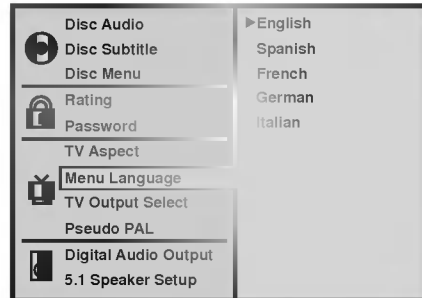 Disc Audio
Disc Subtitle
Disc Menu
Rating
Password
TV Aspect
Menu Language
TV Output Select
Pseudo PAL
Digital Audio Output
5.1 Speaker Setup
English
Spanish
French
German
Italian